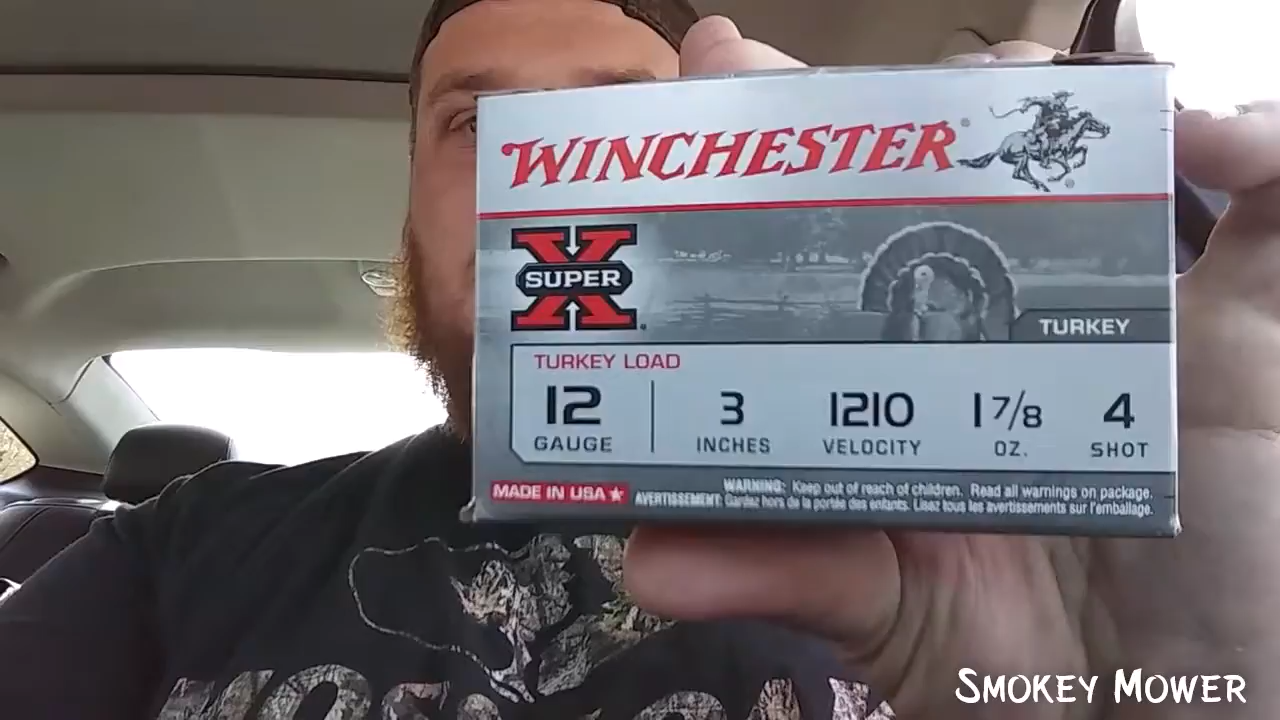 WINCHESTER®
SUPER X
TURKEY
TURKEY LOAD
12 3 1210 1 7/8 4
GAUGE INCHES VELOCITY OZ. SHOT
MADE IN USA
WARNING: Keep out of reach of children. Read all warnings on package.
AVERTISSEMENT: Gardez hors de la portée des enfants. Lisez tous les avertissements sur l'emballage.
MOSSY OAK
SMOKEY MOWER